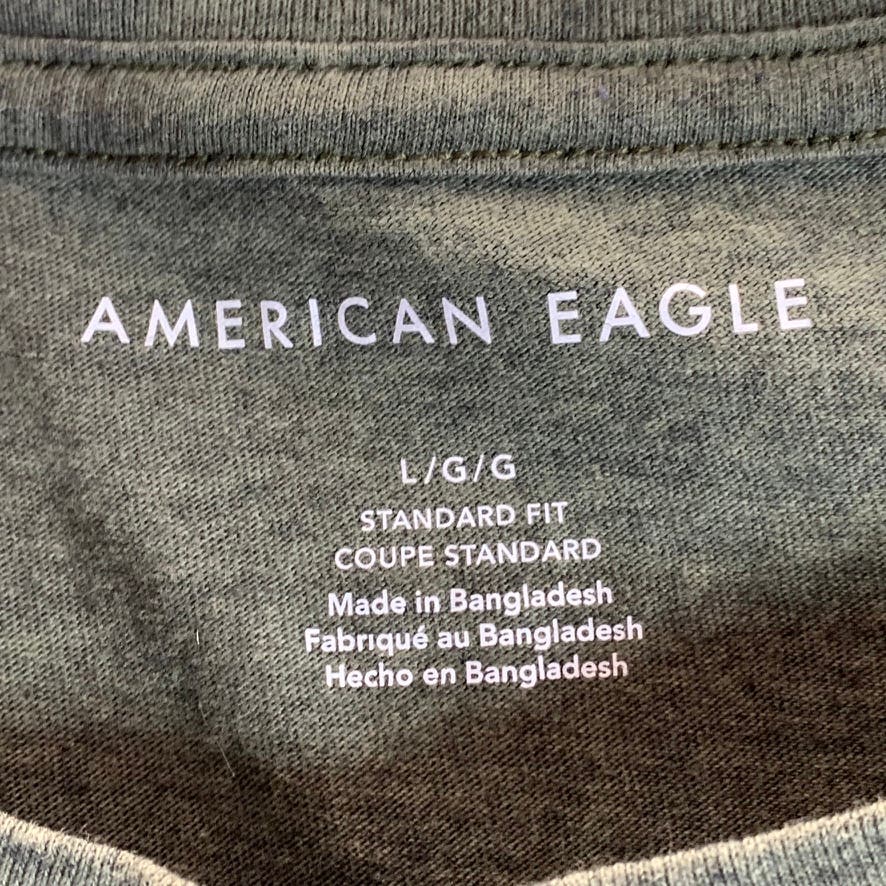 AMERICAN EAGLE
L/G/G
STANDARD FIT
COUPE STANDARD
Made in Bangladesh
Fabriqué au Bangladesh
Hecho en Bangladesh